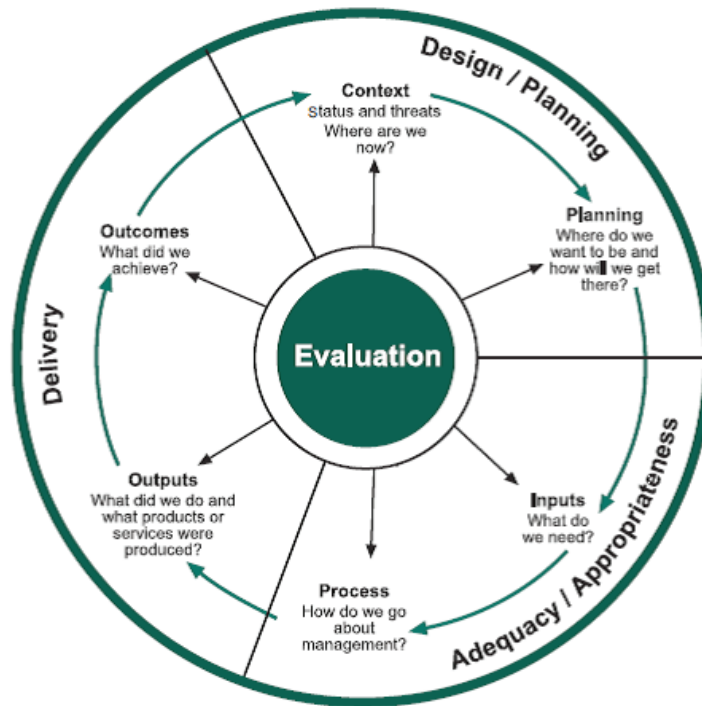 Design / Planning
Context
Status and threats
Where are we
now?
Planning
Where do we
want to be and
how will we get
there?
Outcomes
What did we
achieve?
Evaluation
Delivery
Inputs
What do
we need?
Outputs
What did we do and
what products or
services were
produced?
Process
How do we go
about
management?
Adequacy / Appropriateness